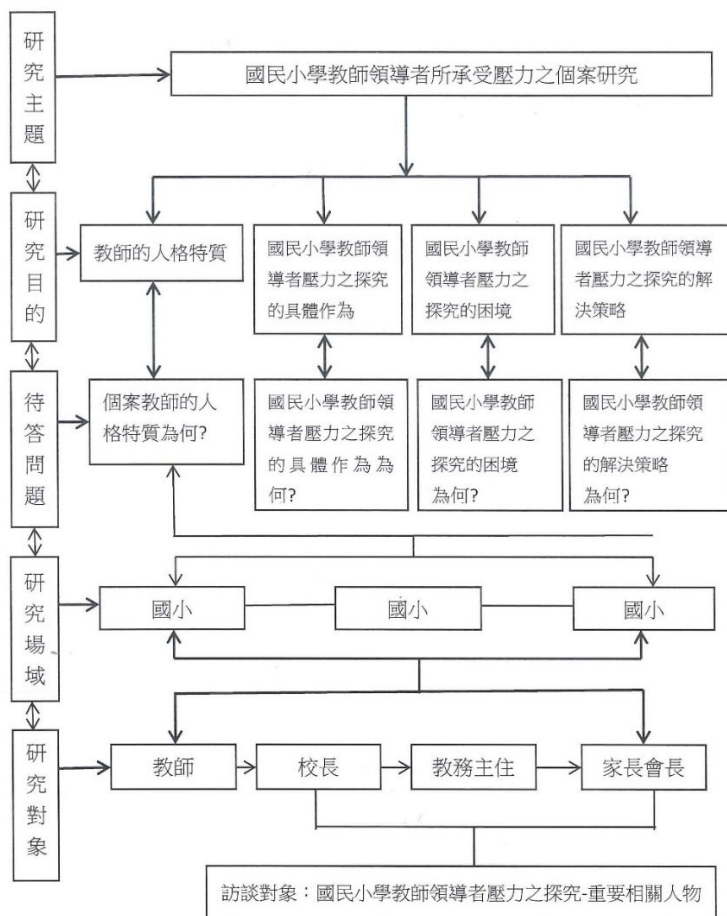 研究主題
國民小學教師領導者所承受壓力之個案研究
研究目的
教師的人格特質
國民小學教師領
導者壓力之探究
的具體作為
國民小學教師
領導者壓力之
探究的困境
國民小學教師領導
者壓力之探究的解
決策略
待答問題
個案教師的人
格特質為何?
國民小學教師領
導者壓力之探究
的具體作為為
何?
國民小學教師
領導者壓力之
探究的困境
為何?
國民小學教師領
導者壓力之探究
的解決策略
為何?
研究場域
國小
國小
國小
研究對象
教師
校長
教務主住
家長會長
訪談對象：國民小學教師領導者壓力之探究-重要相關人物